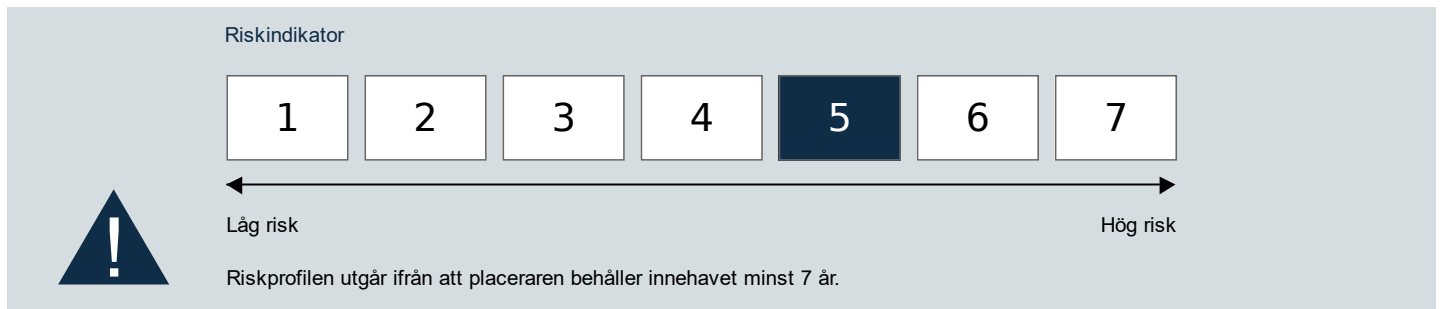 Riskindikator
1 2 3 4 5 6 7
Låg risk Hög risk
!
Riskprofilen utgår ifrån att placeraren behåller innehavet minst 7 år.